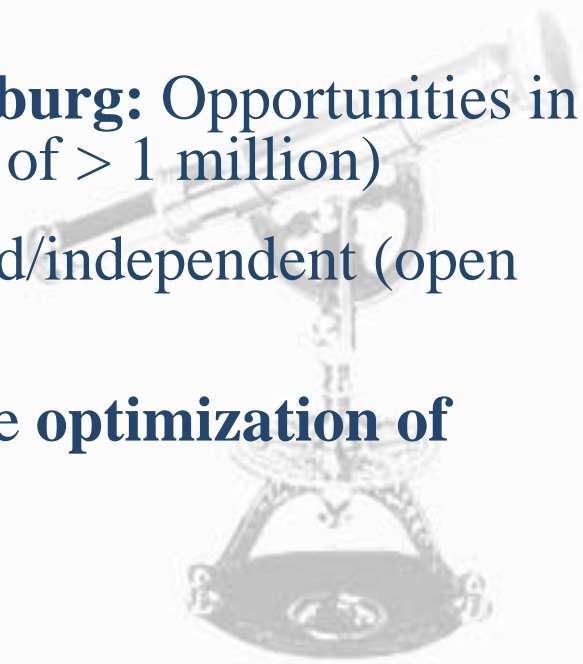 burg: Opportunities in
of > 1 million)
d/independent (open
e optimization of